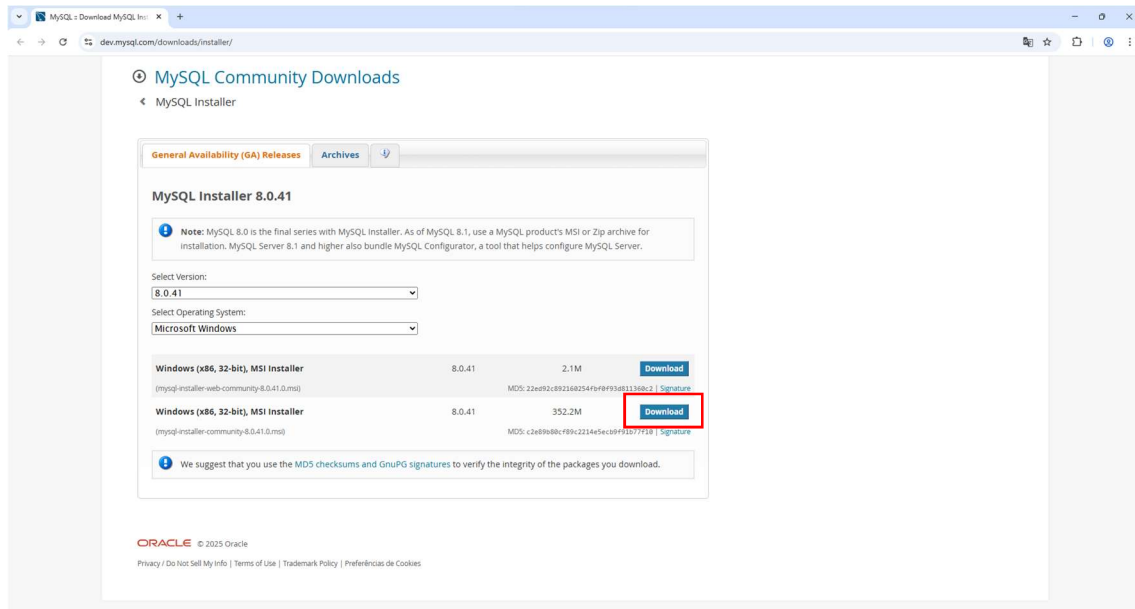 MySQL :: Download MySQL Ins
dev.mysql.com/downloads/installer/
MySQL Community Downloads
MySQL Installer
General Availability (GA) Releases Archives
MySQL Installer 8.0.41
Note: MySQL 8.0 is the final series with MySQL Installer. As of MySQL 8.1, use a MySQL product's MSI or Zip archive for
installation. MySQL Server 8.1 and higher also bundle MySQL Configurator, a tool that helps configure MySQL Server.
Select Version:
8.0.41
Select Operating System:
Microsoft Windows
Windows (x86, 32-bit), MSI Installer 8.0.41 2.1M Download
(mysql-installer-web-community-8.0.41.0.msi) MD5: 22ed92c892160254fbf0f93d811360c2 | Signature
Windows (x86, 32-bit), MSI Installer 8.0.41 352.2M Download
(mysql-installer-community-8.0.41.0.msi) MD5: c2e89b80cf89c2214e5ecb9f91b77f10 | Signature
We suggest that you use the MD5 checksums and GnuPG signatures to verify the integrity of the packages you download.
ORACLE © 2025 Oracle
Privacy / Do Not Sell My Info | Terms of Use | Trademark Policy | Preferências de Cookies